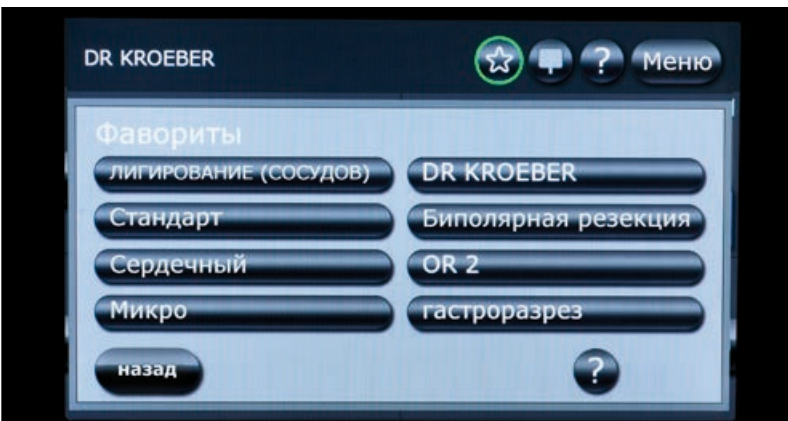 DR KROEBER
? Меню
Фавориты
ЛИГИРОВАНИЕ (СОСУДОВ) DR KROEBER
Стандарт Биполярная резекция
Сердечный OR 2
Микро гастроразрез
назад ?